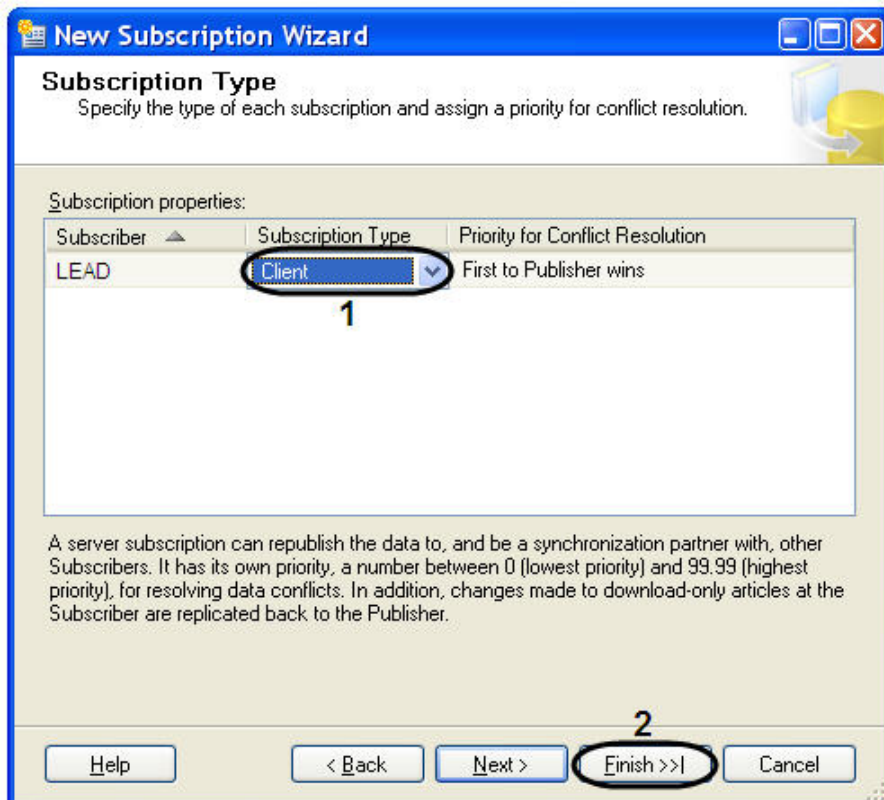 New Subscription Wizard
Subscription Type
Specify the type of each subscription and assign a priority for conflict resolution.
Subscription properties:
Subscriber Subscription Type Priority for Conflict Resolution
LEAD Client First to Publisher wins
1
A server subscription can republish the data to, and be a synchronization partner with, other
Subscribers. It has its own priority, a number between 0 (lowest priority) and 99.99 (highest
priority), for resolving data conflicts. In addition, changes made to download-only articles at the
Subscriber are replicated back to the Publisher.
2
Help < Back Next > Finish >>| Cancel